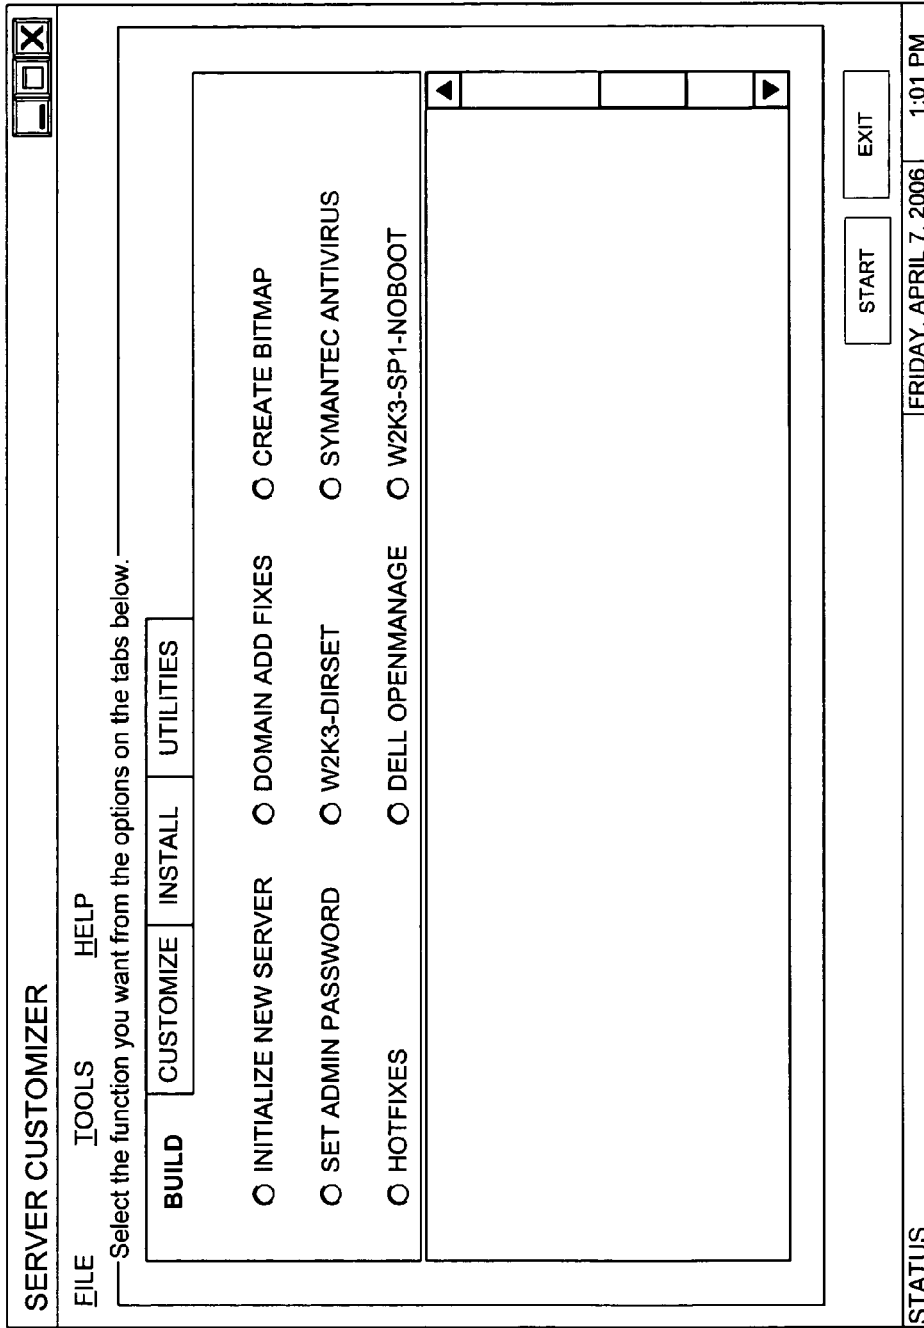 SERVER CUSTOMIZER
FILE TOOLS HELP
Select the function you want from the options on the tabs below.
BUILD CUSTOMIZE INSTALL UTILITIES
INITIALIZE NEW SERVER DOMAIN ADD FIXES CREATE BITMAP
SET ADMIN PASSWORD W2K3-DIRSET SYMANTEC ANTIVIRUS
HOTFIXES DELL OPENMANAGE W2K3-SP1-NOBOOT
START EXIT
STATUS FRIDAY, APRIL 7, 2006 1:01 PM